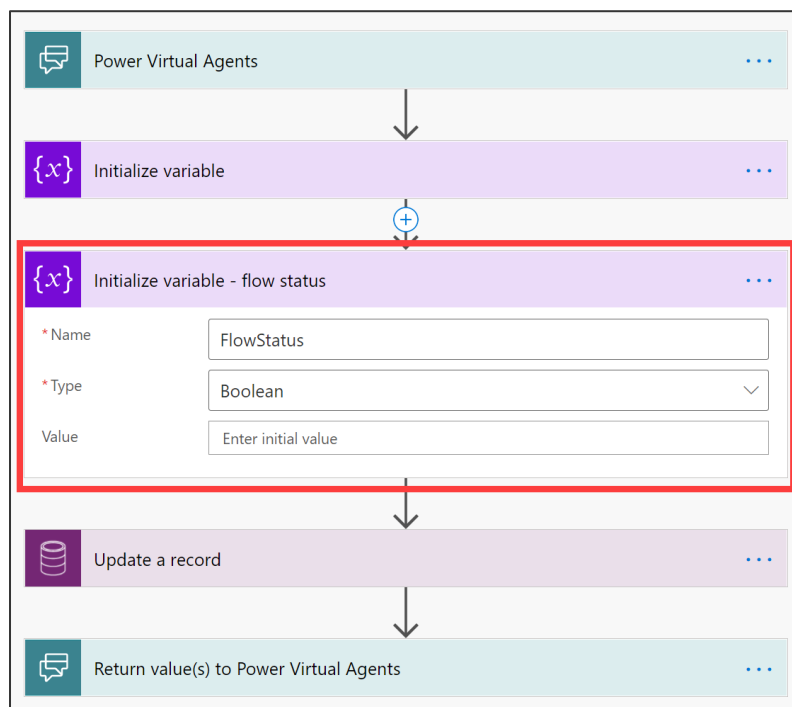 Power Virtual Agents
{x} Initialize variable
{x} Initialize variable - flow status
* Name FlowStatus
* Type Boolean
Value Enter initial value
Update a record
Return value(s) to Power Virtual Agents